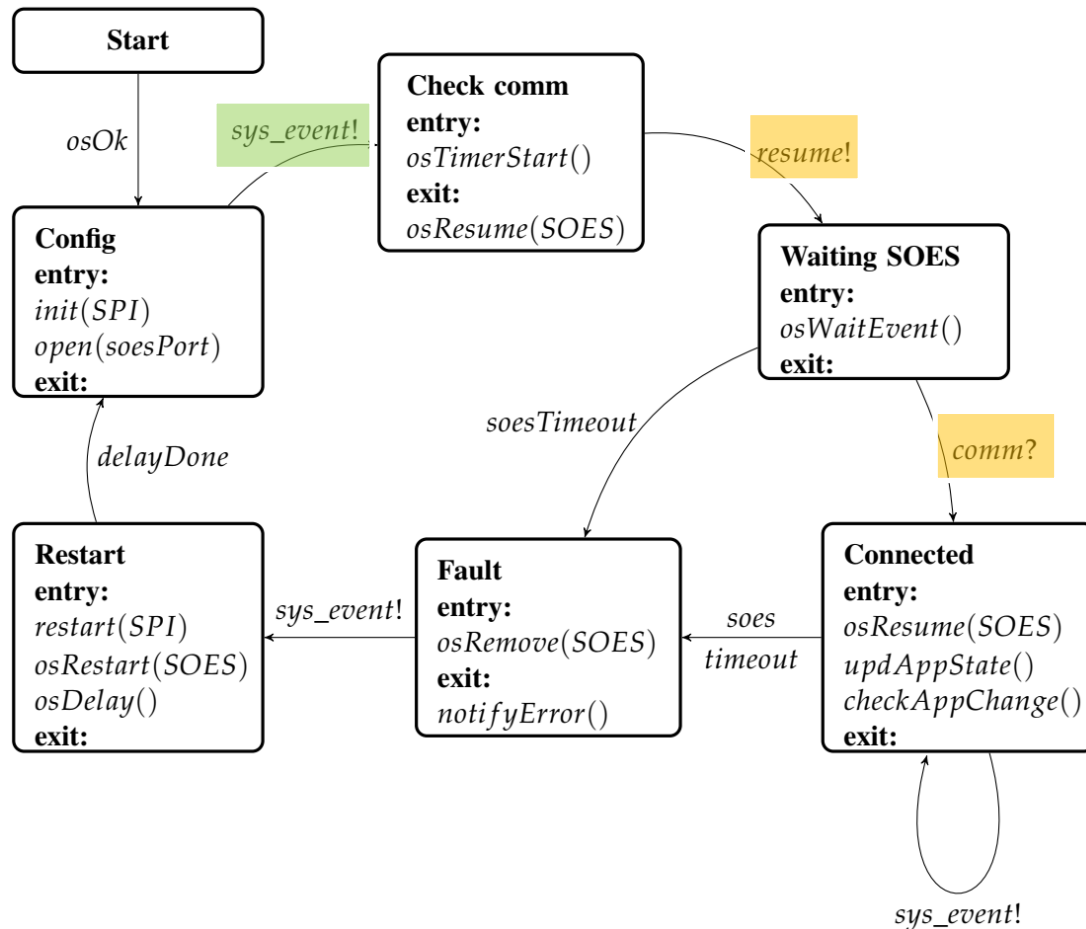 Start
osOk
sys_event!
Check comm
entry:
osTimerStart()
exit:
osResume(SOES)
resume!
Config
entry:
init(SPI)
open(soesPort)
exit:
Waiting SOES
entry:
osWaitEvent()
exit:
soesTimeout
comm?
delayDone
Restart
entry:
restart(SPI)
osRestart(SOES)
osDelay()
exit:
sys_event!
Fault
entry:
osRemove(SOES)
exit:
notifyError()
soes
timeout
Connected
entry:
osResume(SOES)
updAppState()
checkAppChange()
exit:
sys_event!